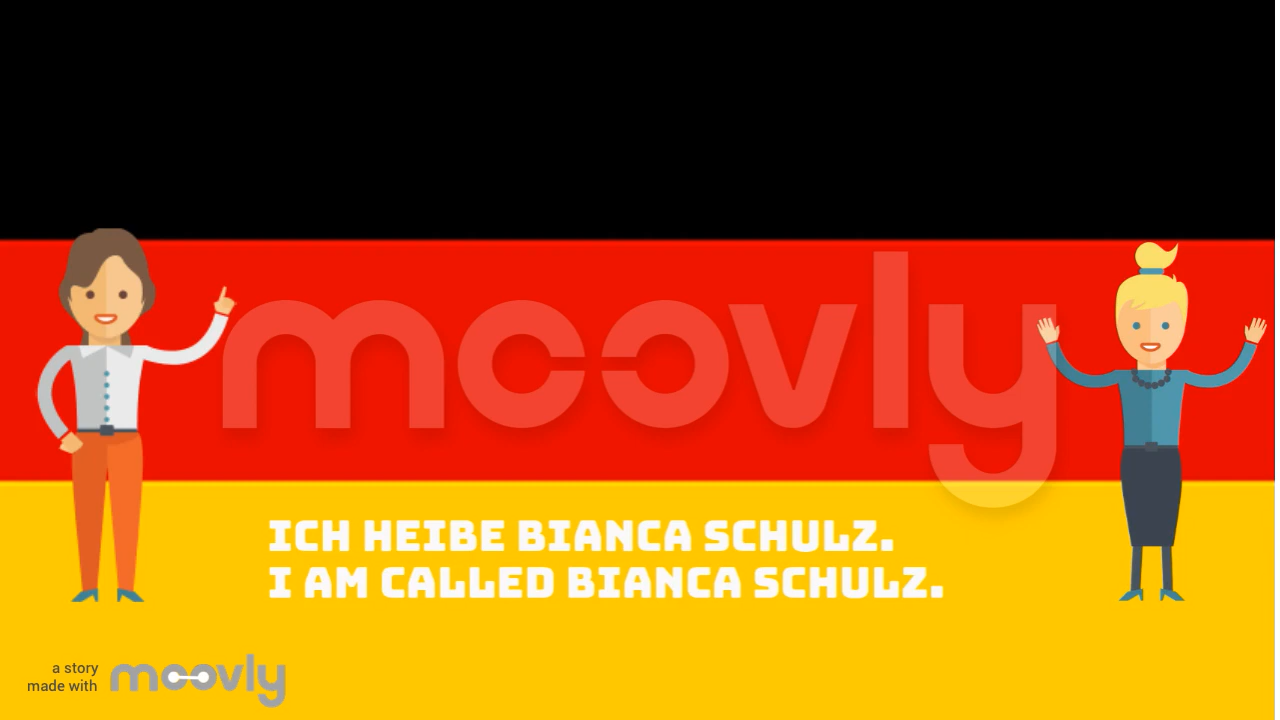 moovly
ICH HEIBE BIANCA SCHULZ.
I AM CALLED BIANCA SCHULZ.
a story
made with moovly